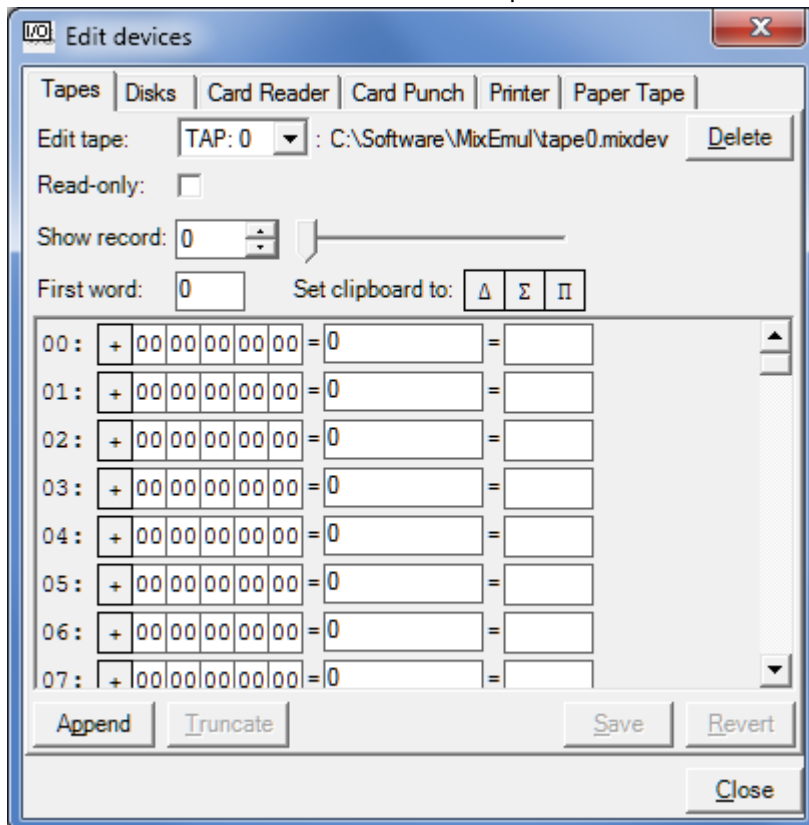 I/O Edit devices
Tapes Disks Card Reader Card Punch Printer Paper Tape
Edit tape: TAP: 0 : C:\Software\MixEmul\tape0.mixdev Delete
Read-only:
Show record: 0
First word: 0 Set clipboard to: Δ Σ Π
00: + 00 00 00 00 00 = 0 =
01: + 00 00 00 00 00 = 0 =
02: + 00 00 00 00 00 = 0 =
03: + 00 00 00 00 00 = 0 =
04: + 00 00 00 00 00 = 0 =
05: + 00 00 00 00 00 = 0 =
06: + 00 00 00 00 00 = 0 =
07: + 00 00 00 00 00 = 0 =
Append Truncate Save Revert
Close